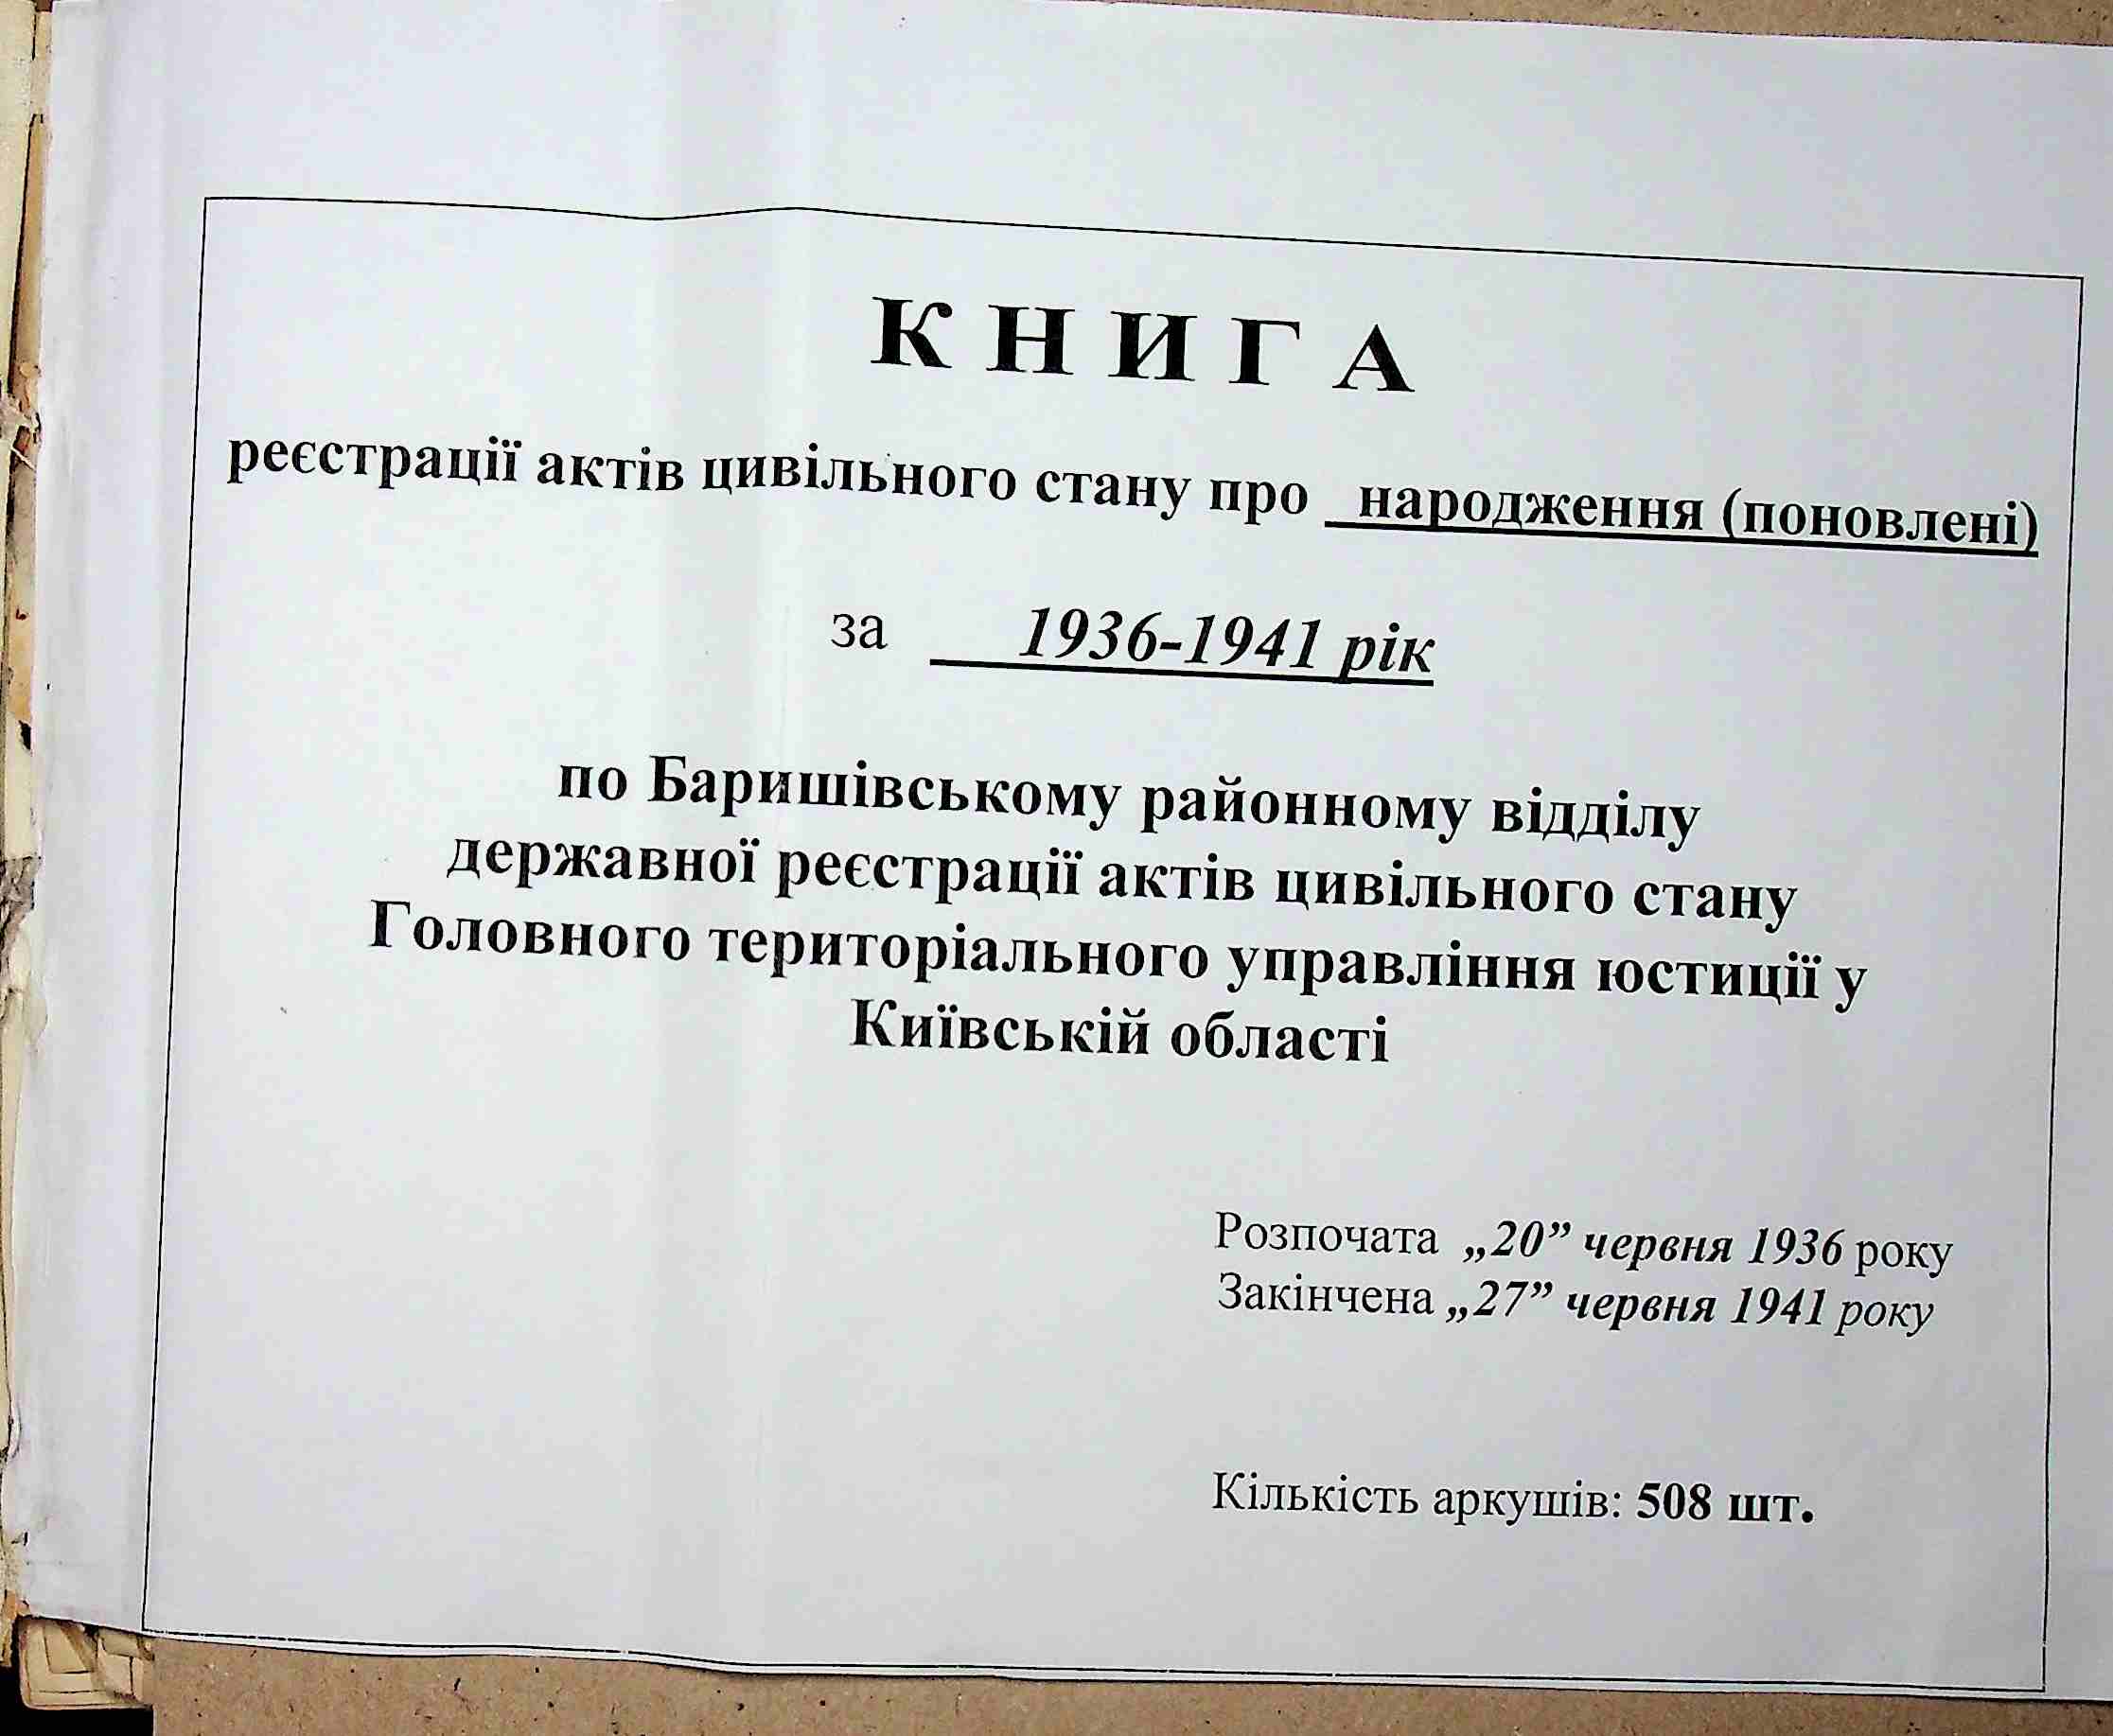 К Н И Г А
реєстрації актів цивільного стану про народження (поновлені)
за 1936-1941 рік
по Баришівському районному відділу
державної реєстрації актів цивільного стану
Головного територіального управління юстиції у
Київській області
Розпочата „20” червня 1936 року
Закінчена „27” червня 1941 року
Кількість аркушів: 508 шт.